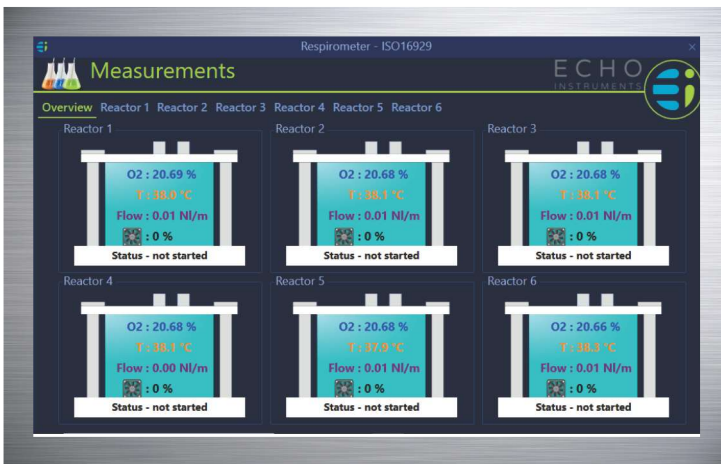 Respirometer - ISO16929
×
Measurements
ECHO
INSTRUMENTS
Overview Reactor 1 Reactor 2 Reactor 3 Reactor 4 Reactor 5 Reactor 6
Reactor 1
O2 : 20.69 %
T : 38.0 °C
Flow : 0.01 Nl/m
: 0 %
Status - not started
Reactor 2
O2 : 20.68 %
T : 38.1 °C
Flow : 0.01 Nl/m
: 0 %
Status - not started
Reactor 3
O2 : 20.68 %
T : 38.1 °C
Flow : 0.01 Nl/m
: 0 %
Status - not started
Reactor 4
O2 : 20.68 %
T : 38.1 °C
Flow : 0.00 Nl/m
: 0 %
Status - not started
Reactor 5
O2 : 20.68 %
T : 37.9 °C
Flow : 0.01 Nl/m
: 0 %
Status - not started
Reactor 6
O2 : 20.66 %
T : 38.3 °C
Flow : 0.01 Nl/m
: 0 %
Status - not started